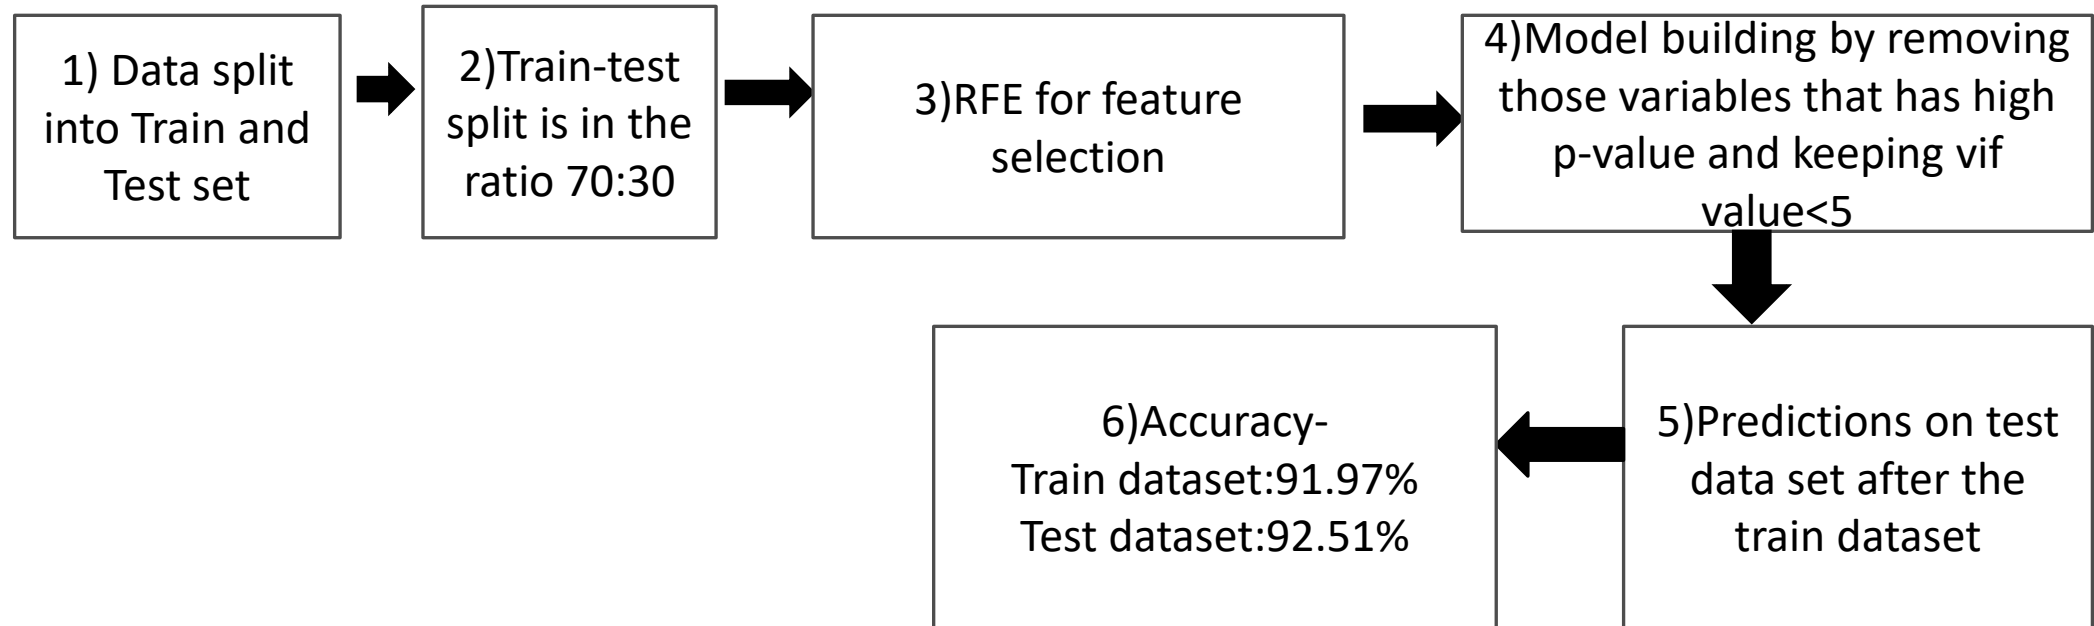 1) Data split
into Train and
Test set
2)Train-test
split is in the
ratio 70:30
3)RFE for feature
selection
4)Model building by removing
those variables that has high
p-value and keeping vif
value<5
5)Predictions on test
data set after the
train dataset
6)Accuracy-
Train dataset:91.97%
Test dataset:92.51%